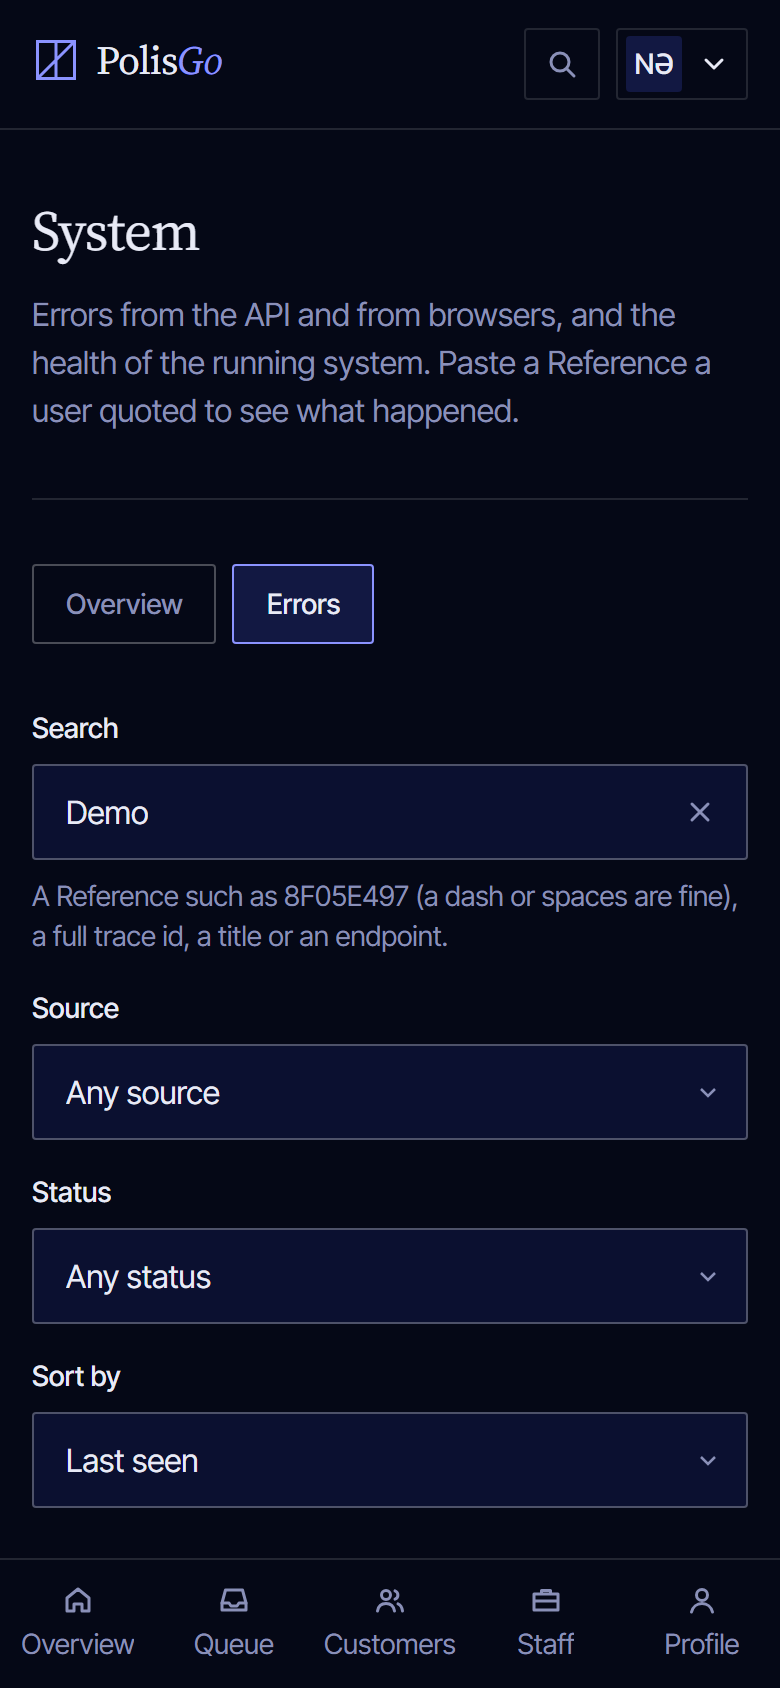 PolisGo
NƏ
System
Errors from the API and from browsers, and the
health of the running system. Paste a Reference a
user quoted to see what happened.
Overview
Errors
Search
Demo
A Reference such as 8F05E497 (a dash or spaces are fine),
a full trace id, a title or an endpoint.
Source
Any source
Status
Any status
Sort by
Last seen
Overview
Queue
Customers
Staff
Profile